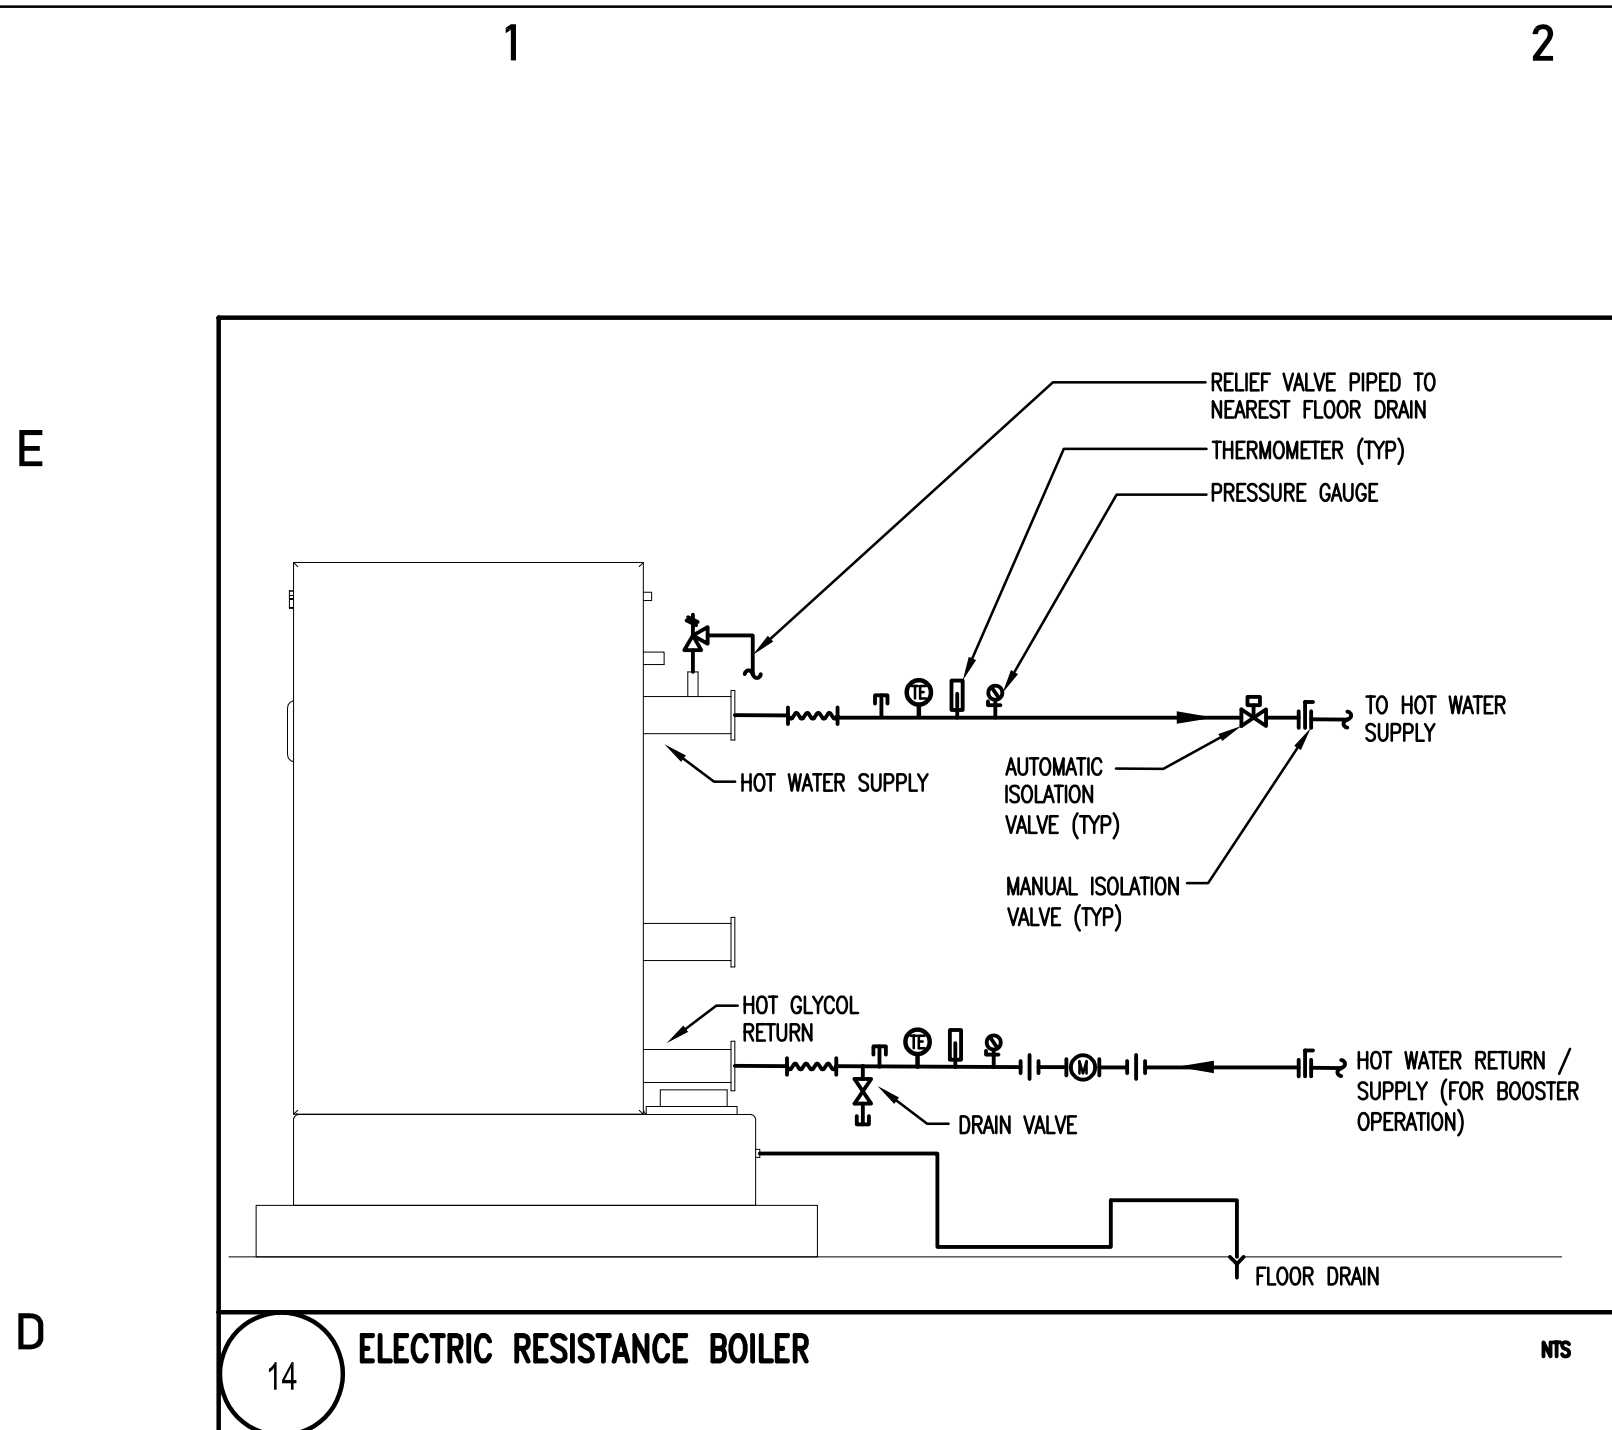 1
2
E
RELIEF VALVE PIPED TO
NEAREST FLOOR DRAIN
THERMOMETER (TYP)
PRESSURE GAUGE
TE
TO HOT WATER
SUPPLY
HOT WATER SUPPLY
AUTOMATIC
ISOLATION
VALVE (TYP)
MANUAL ISOLATION
VALVE (TYP)
HOT GLYCOL
RETURN
TE
M
HOT WATER RETURN /
SUPPLY (FOR BOOSTER
OPERATION)
DRAIN VALVE
FLOOR DRAIN
D
14
ELECTRIC RESISTANCE BOILER
NTS